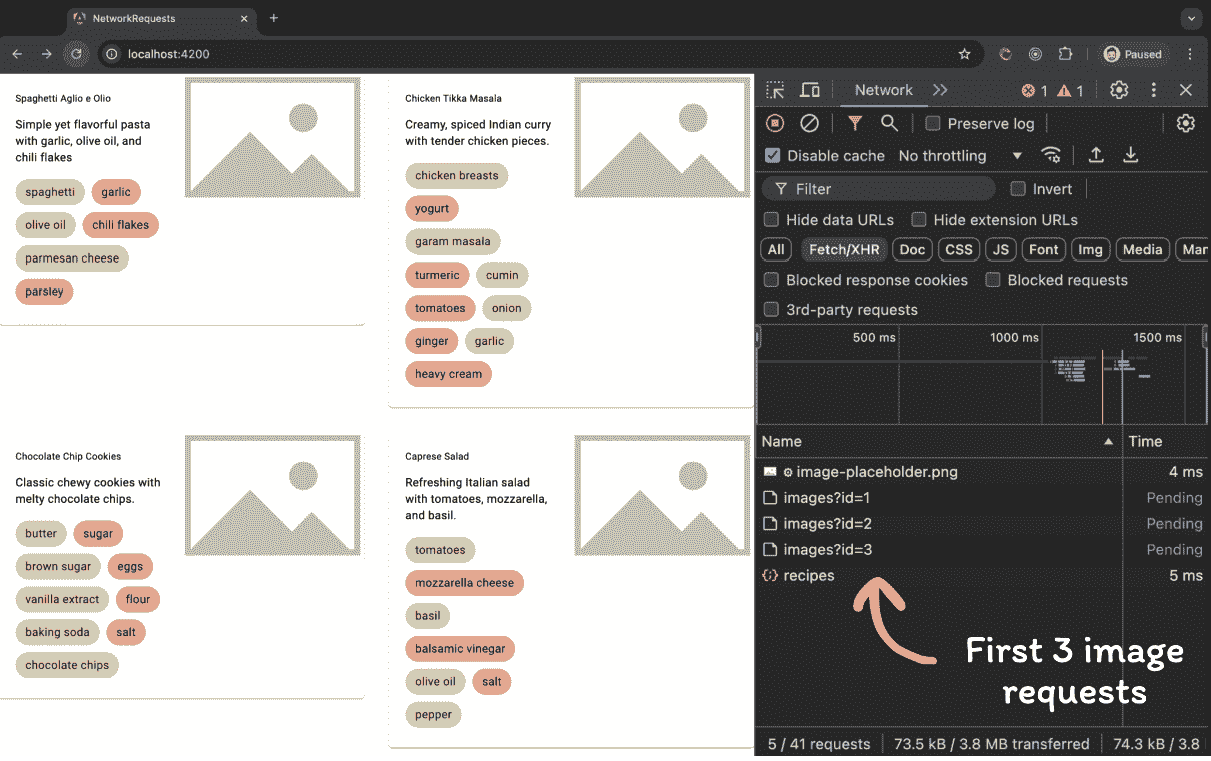 NetworkRequests
localhost:4200
Paused
Spaghetti Aglio e Olio
Simple yet flavorful pasta
with garlic, olive oil, and
chili flakes
spaghetti garlic
olive oil chili flakes
parmesan cheese
parsley
Chicken Tikka Masala
Creamy, spiced Indian curry
with tender chicken pieces.
chicken breasts
yogurt
garam masala
turmeric cumin
tomatoes onion
ginger garlic
heavy cream
Chocolate Chip Cookies
Classic chewy cookies with
melty chocolate chips.
butter sugar
brown sugar eggs
vanilla extract flour
baking soda salt
chocolate chips
Caprese Salad
Refreshing Italian salad
with tomatoes, mozzarella,
and basil.
tomatoes
mozzarella cheese
basil
balsamic vinegar
olive oil salt
pepper
Network 1 1
Preserve log
Disable cache No throttling
Filter Invert
Hide data URLs Hide extension URLs
All Fetch/XHR Doc CSS JS Font Img Media Man
Blocked response cookies Blocked requests
3rd-party requests
500 ms 1000 ms 1500 ms
Name Time
image-placeholder.png 4 ms
images?id=1 Pending
images?id=2 Pending
images?id=3 Pending
recipes 5 ms
First 3 image
requests
5 / 41 requests 73.5 kB / 3.8 MB transferred 74.3 kB / 3.8